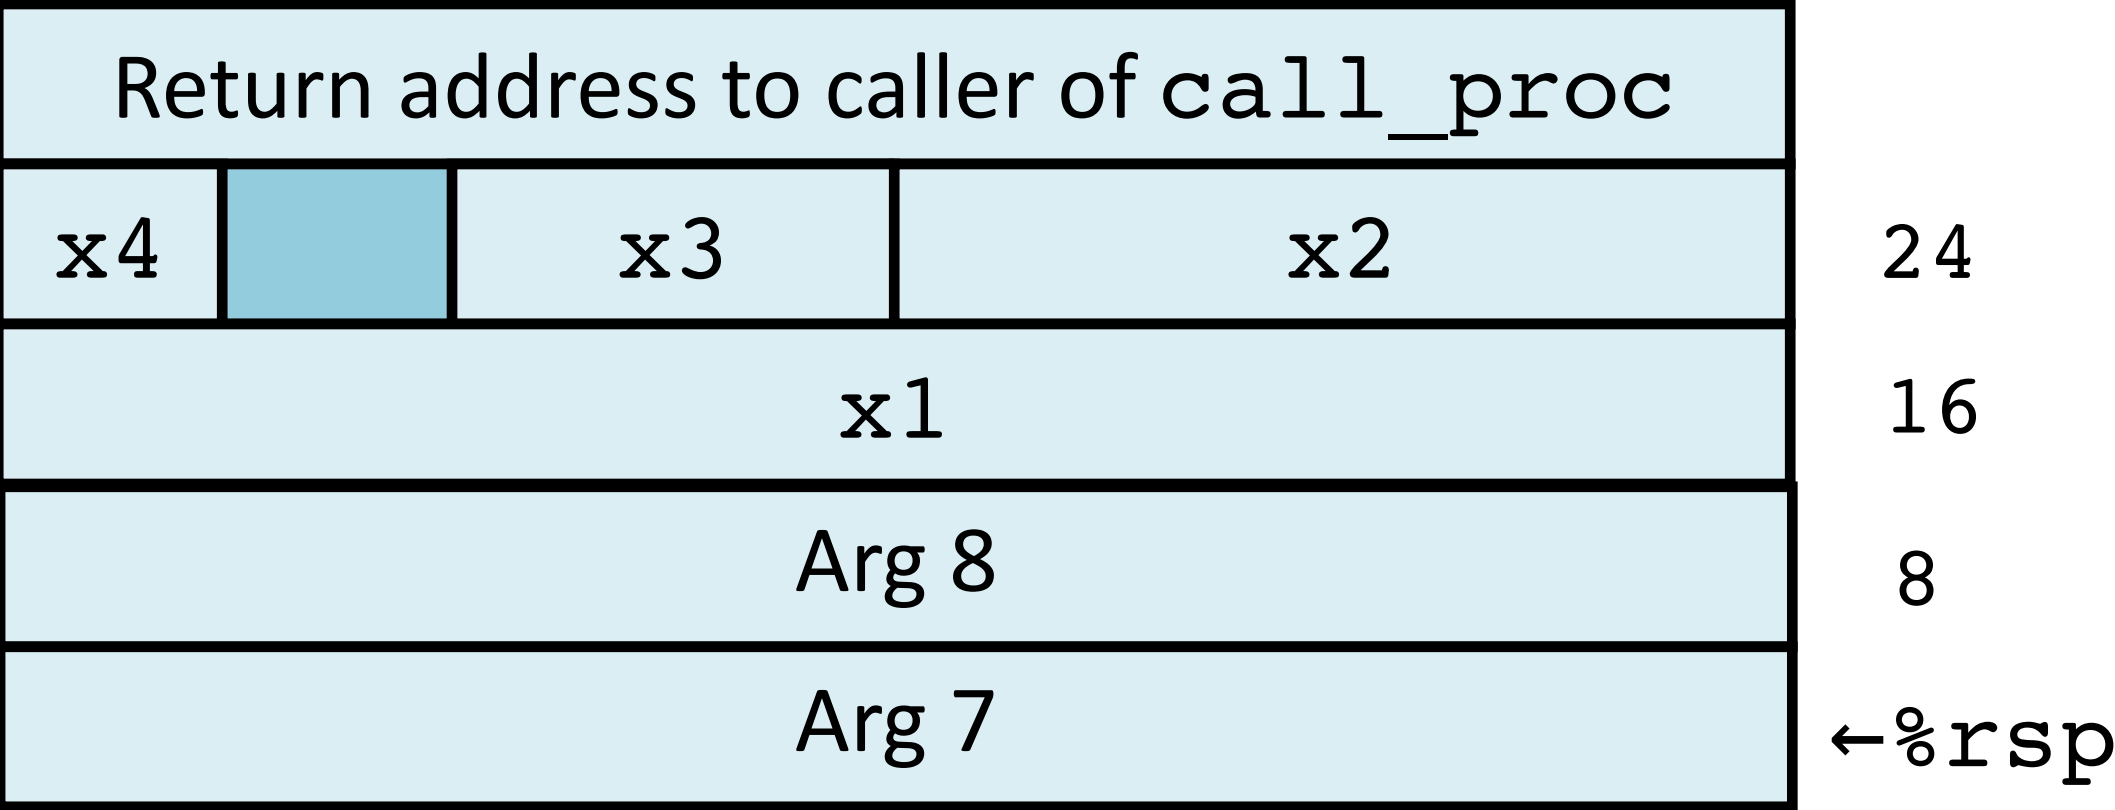 Return address to caller of call_proc
x4 x3 x2 24
x1 16
Arg 8 8
Arg 7 ←%rsp